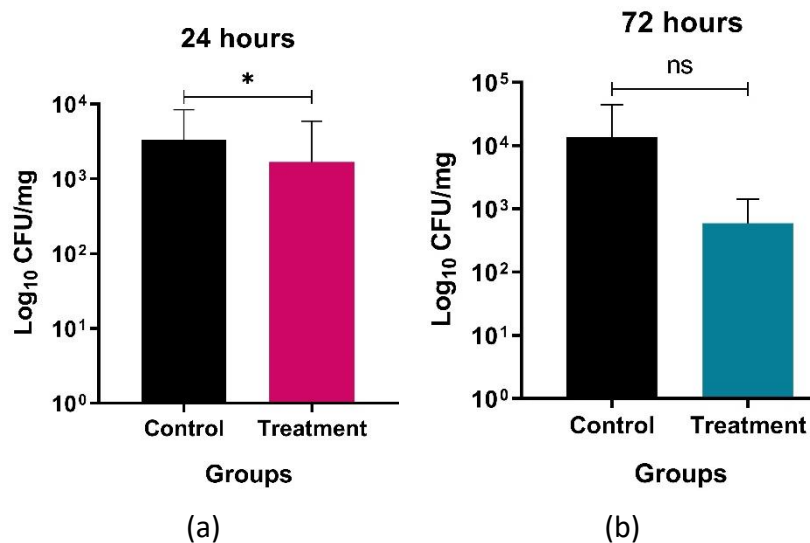 24 hours
*
10⁴
10³
10²
10¹
10⁰
Log₁₀ CFU/mg
Control Treatment
Groups
(a)
72 hours
ns
10⁵
10⁴
10³
10²
10¹
10⁰
Log₁₀ CFU/mg
Control Treatment
Groups
(b)